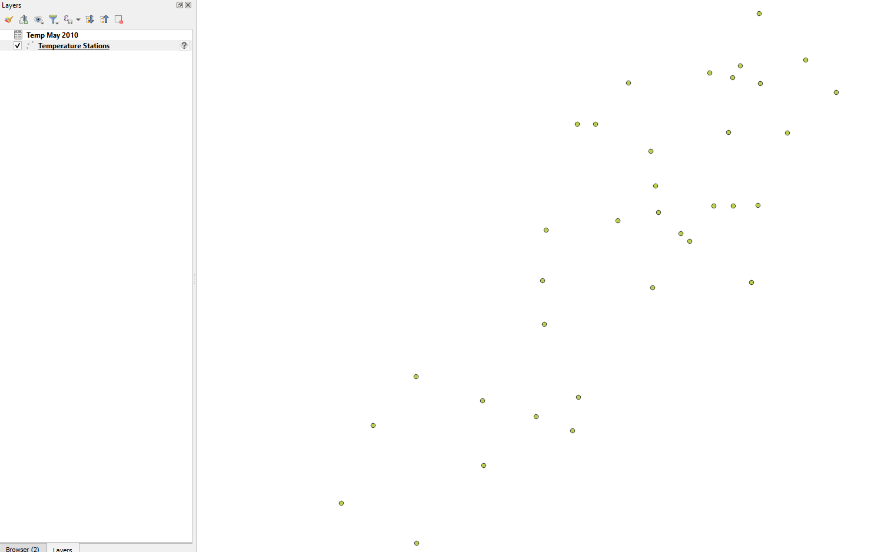 Layers
Temp May 2010
Temperature Stations
?
Browser (2)
Layers